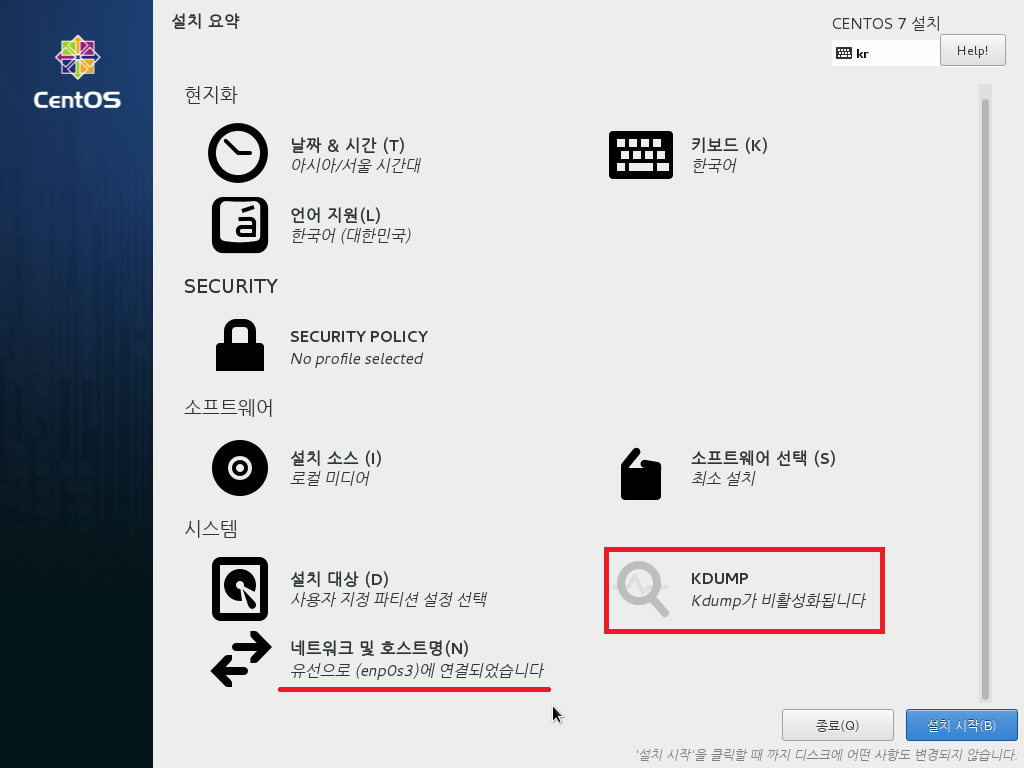 CentOS
설치 요약
CENTOS 7 설치
kr
Help!
현지화
날짜 & 시간 (T)
아시아/서울 시간대
키보드 (K)
한국어
언어 지원(L)
한국어 (대한민국)
SECURITY
SECURITY POLICY
No profile selected
소프트웨어
설치 소스 (I)
로컬 미디어
소프트웨어 선택 (S)
최소 설치
시스템
설치 대상 (D)
사용자 지정 파티션 설정 선택
KDUMP
Kdump가 비활성화됩니다
네트워크 및 호스트명(N)
유선으로 (enp0s3)에 연결되었습니다
종료(Q)
설치 시작(B)
'설치 시작'을 클릭할 때 까지 디스크에 어떤 사항도 변경되지 않습니다.